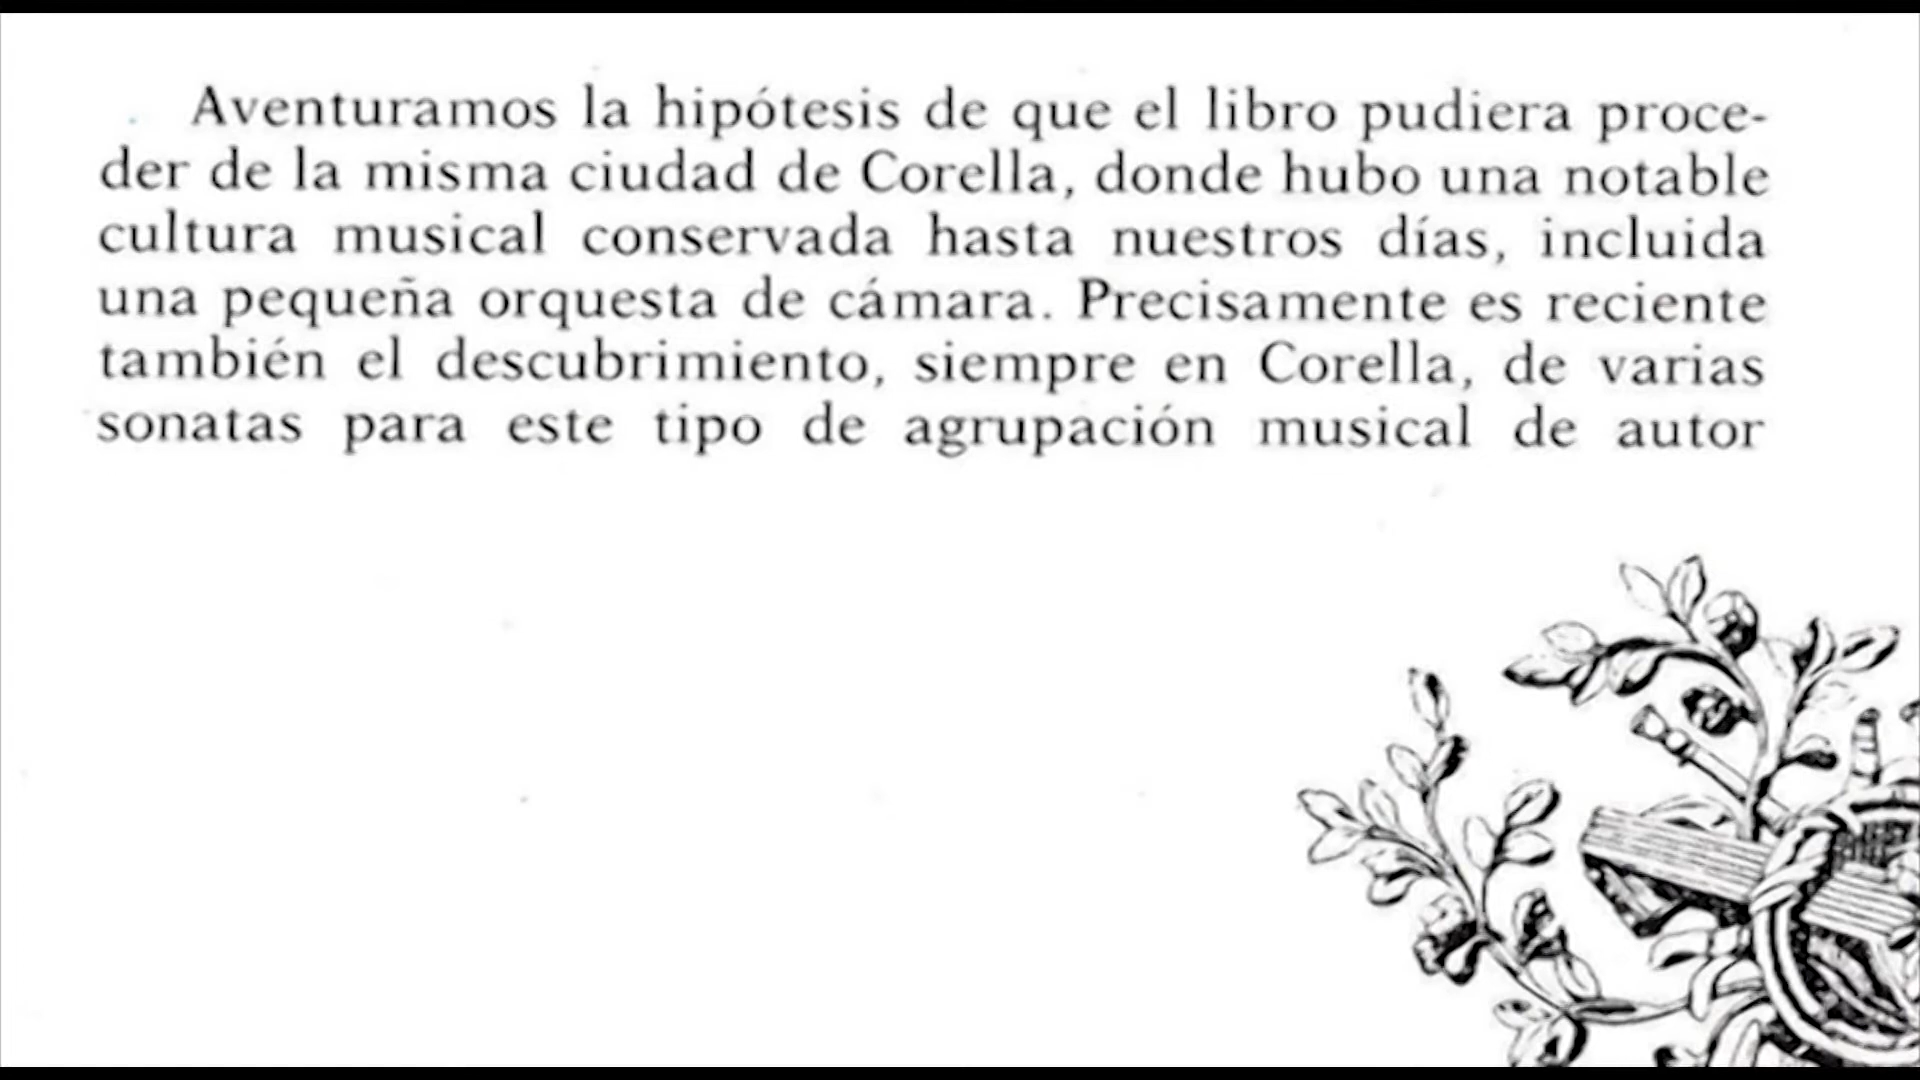 Aventuramos la hipótesis de que el libro pudiera proce-
der de la misma ciudad de Corella, donde hubo una notable
cultura musical conservada hasta nuestros días, incluida
una pequeña orquesta de cámara. Precisamente es reciente
también el descubrimiento, siempre en Corella, de varias
sonatas para este tipo de agrupación musical de autor